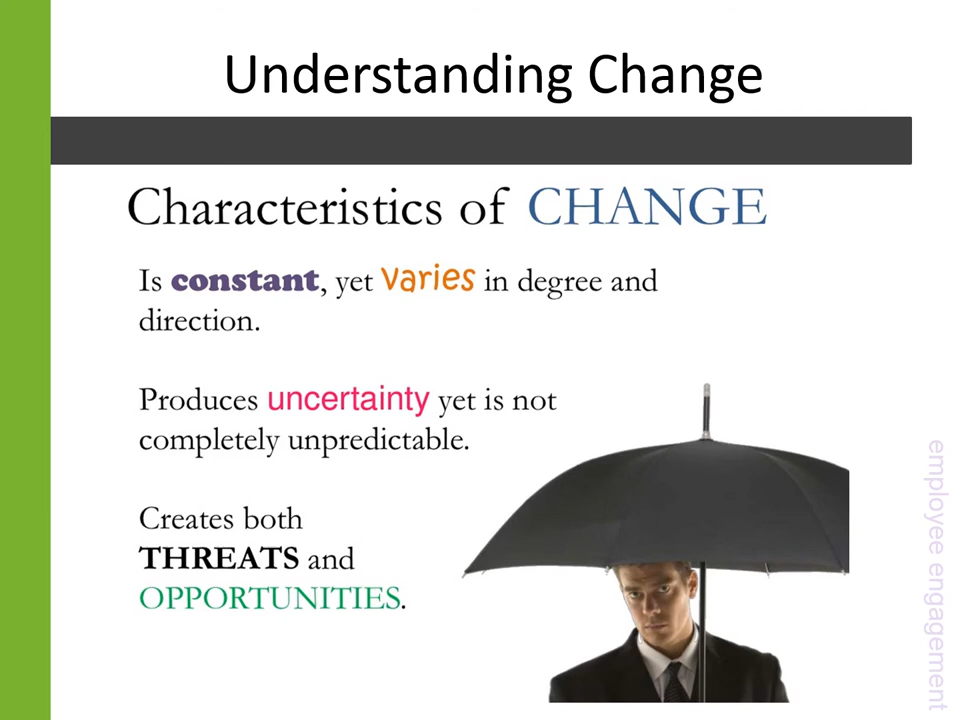 Understanding Change
Characteristics of CHANGE
Is constant, yet varies in degree and
direction.
Produces uncertainty yet is not
completely unpredictable.
Creates both
THREATS and
OPPORTUNITIES.
employee engagement